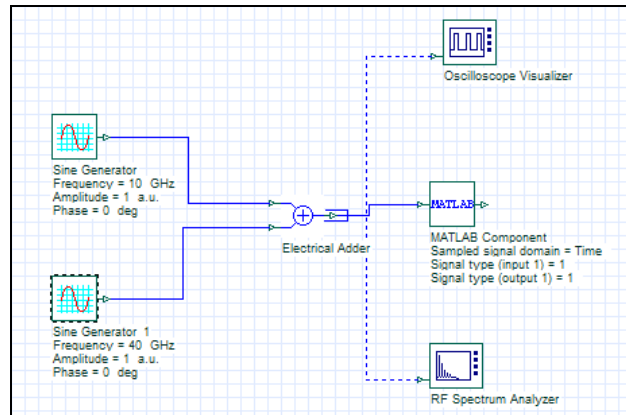 Oscilloscope Visualizer
Sine Generator
Frequency = 10 GHz
Amplitude = 1 a.u.
Phase = 0 deg
Electrical Adder
MATLAB
MATLAB Component
Sampled signal domain = Time
Signal type (input 1) = 1
Signal type (output 1) = 1
Sine Generator 1
Frequency = 40 GHz
Amplitude = 1 a.u.
Phase = 0 deg
RF Spectrum Analyzer